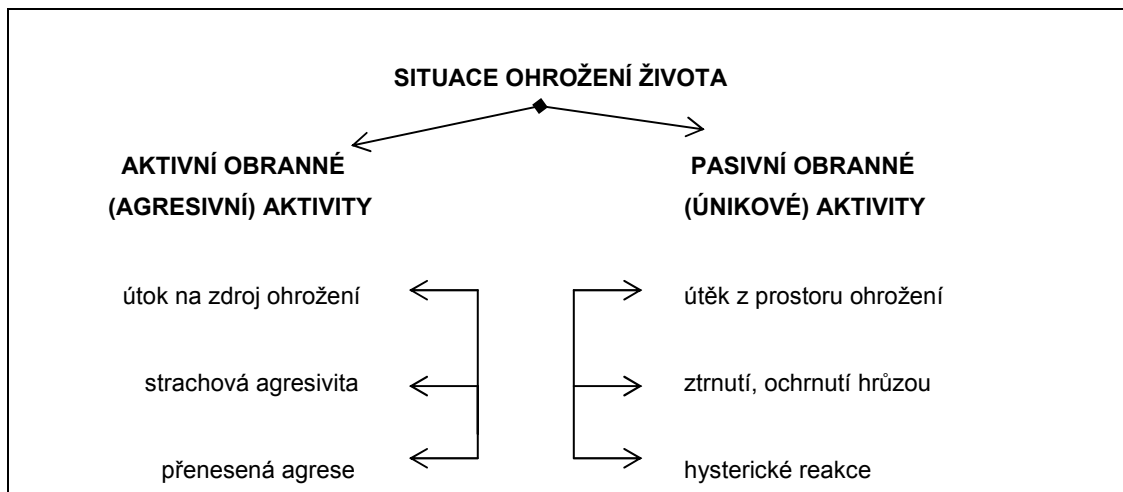 SITUACE OHROŽENÍ ŽIVOTA
AKTIVNÍ OBRANNÉ
(AGRESIVNÍ) AKTIVITY
PASIVNÍ OBRANNÉ
(ÚNIKOVÉ) AKTIVITY
útok na zdroj ohrožení
strachová agresivita
přenesená agrese
útěk z prostoru ohrožení
ztrnutí, ochrnutí hrůzou
hysterické reakce